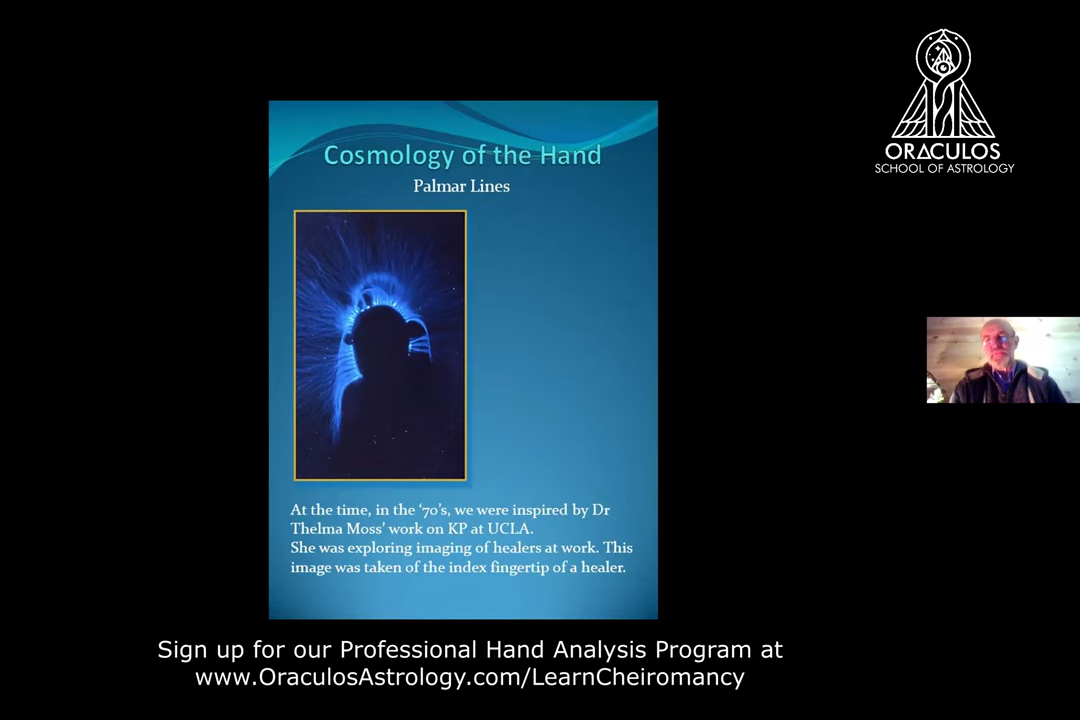 ORACULOS
SCHOOL OF ASTROLOGY
Cosmology of the Hand
Palmar Lines
At the time, in the ‘70’s, we were inspired by Dr
Thelma Moss’ work on KP at UCLA.
She was exploring imaging of healers at work. This
image was taken of the index fingertip of a healer.
Sign up for our Professional Hand Analysis Program at
www.OraculosAstrology.com/LearnCheiromancy